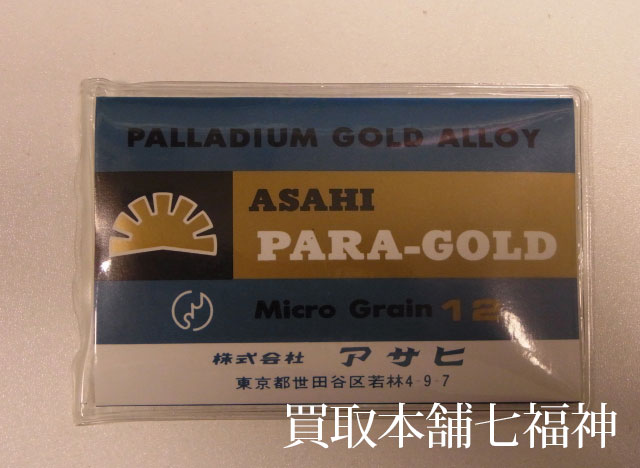 PALLADIUM GOLD ALLOY
ASAHI
PARA-GOLD
Micro Grain 12
株式会社 アサヒ
東京都世田谷区若林4-9-7
買取本舗七福神